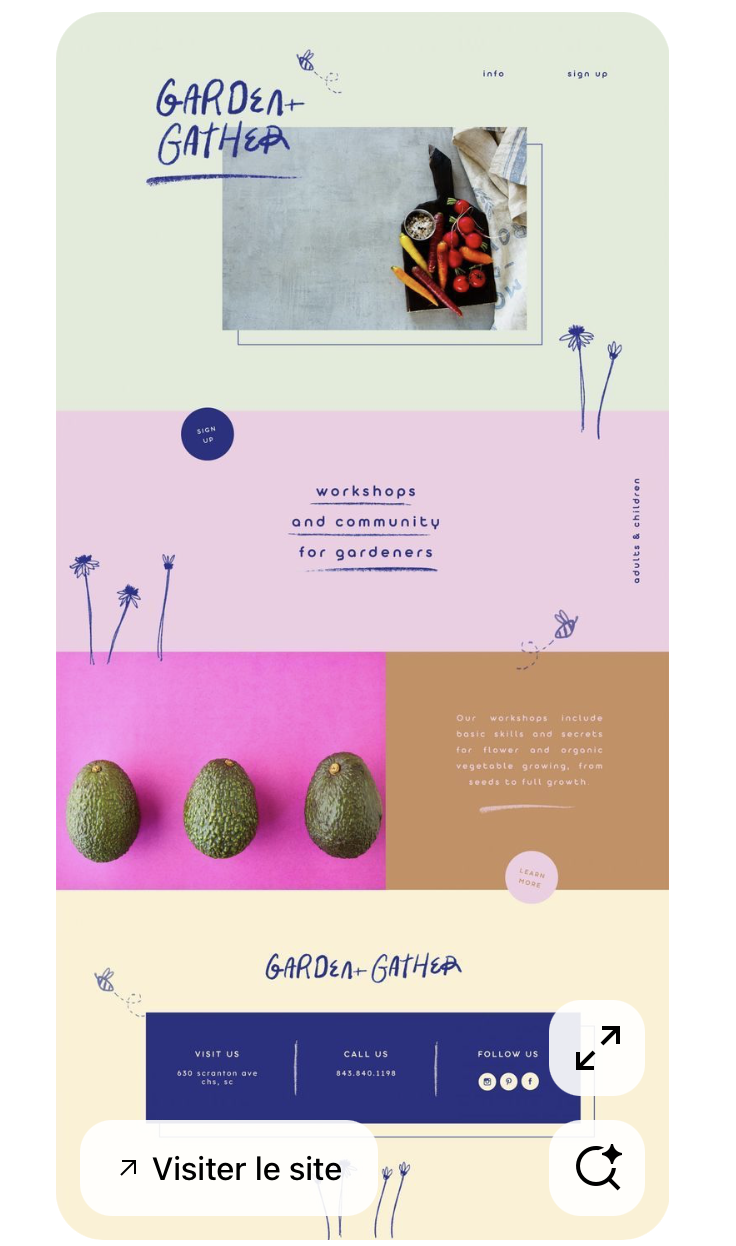 GARDEN+
GATHER
info
sign up
SIGN
UP
workshops
and community
for gardeners
adults & children
Our workshops include
basic skills and secrets
for flower and organic
vegetable growing, from
seeds to full growth.
LEARN
MORE
GARDEN+ GATHER
VISIT US
630 scranton ave
chs, sc
CALL US
843.840.1198
FOLLOW US
Visiter le site